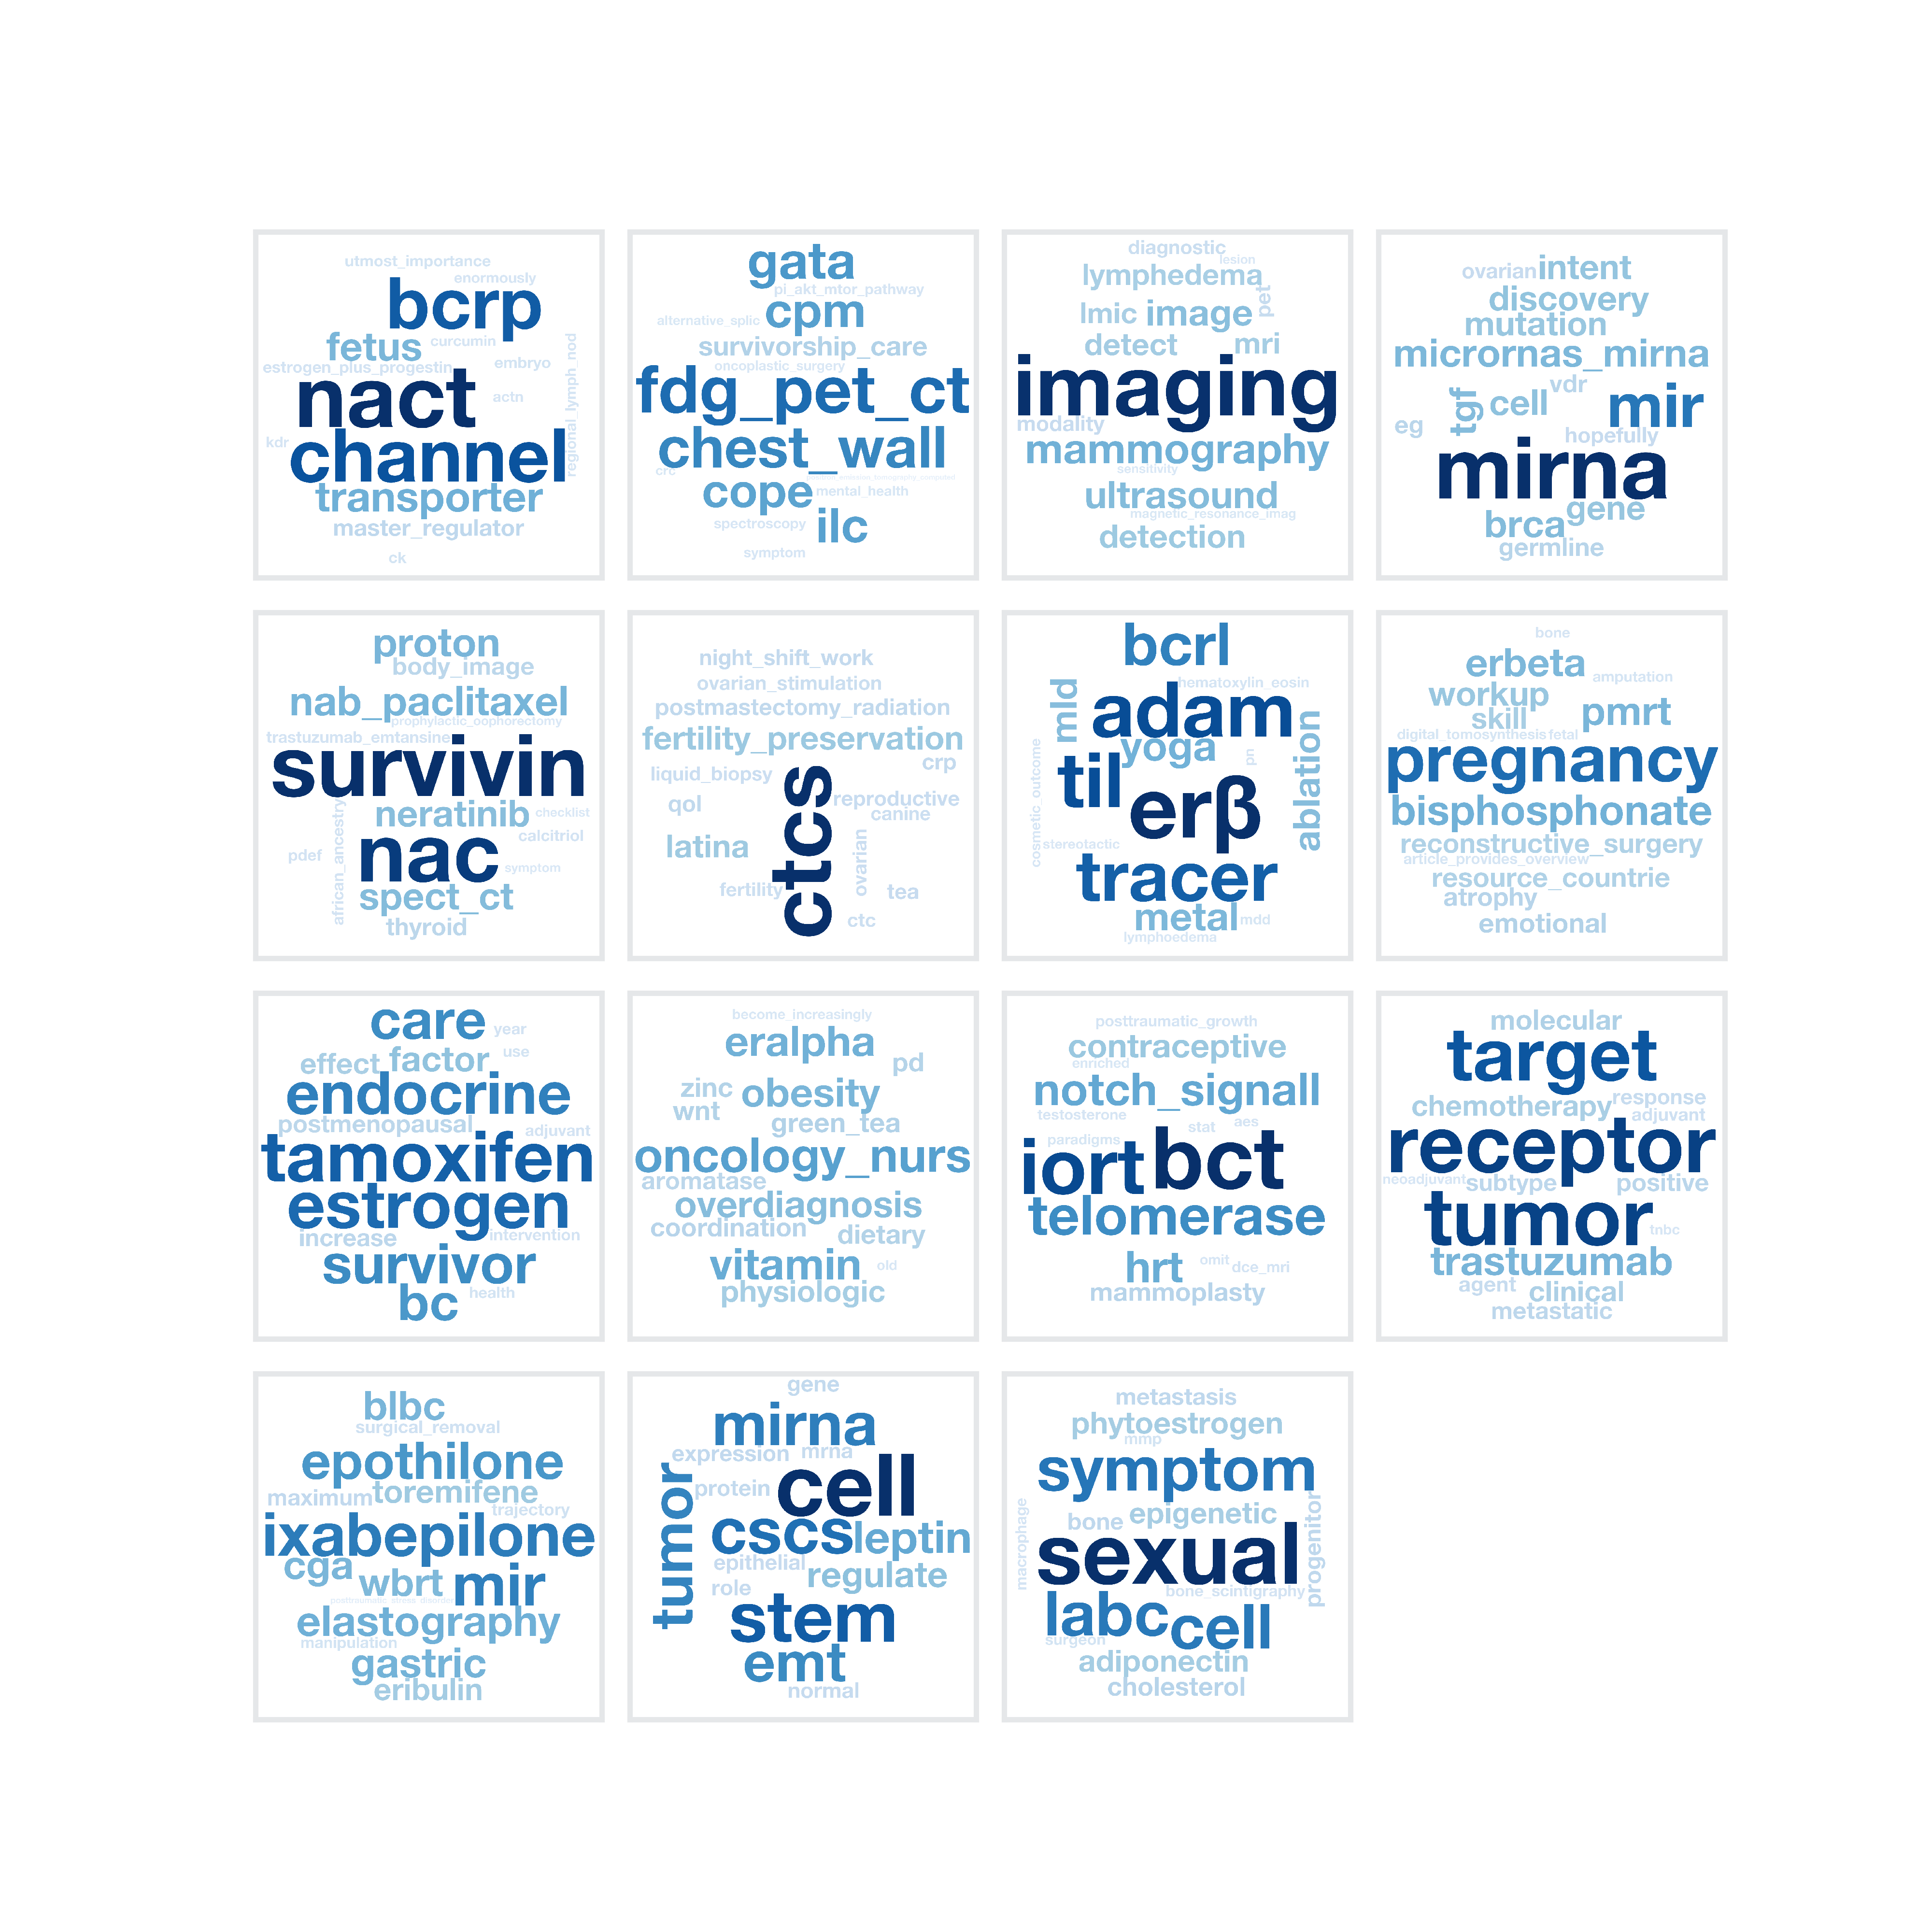 utmost_importance
enormously
bcrp
fetus
curcumin
estrogen_plus_progestin
embryo
regional_lymph_nod
nact
actn
kdr
channel
transporter
master_regulator
ck
gata
pi_akt_mtor_pathway
cpm
alternative_splic
survivorship_care
oncoplastic_surgery
fdg_pet_ct
chest_wall
crc
cope
mental_health
ilc
spectroscopy
symptom
diagnostic
lesion
lymphedema
pet
lmic
image
detect
mri
imaging
modality
mammography
sensitivity
ultrasound
magnetic_resonance_imag
detection
ovarian
intent
discovery
mutation
micrornas_mirna
vdr
tgf
cell
mir
eg
hopefully
mirna
gene
brca
germline
proton
body_image
nab_paclitaxel
prophylactic_oophorectomy
trastuzumab_emtansine
survivin
neratinib
checklist
african_ancestry
calcitriol
pdef
nac
symptom
spect_ct
thyroid
night_shift_work
ovarian_stimulation
postmastectomy_radiation
fertility_preservation
crp
liquid_biopsy
ctcs
qol
reproductive
canine
latina
ovarian
fertility
tea
ctc
bcrl
hematoxylin_eosin
mld
adam
yoga
ablation
pn
til
cosmetic_outcome
erβ
stereotactic
tracer
metal
mdd
lymphoedema
bone
erbeta
amputation
workup
skill
pmrt
digital_tomosynthesis
fetal
pregnancy
bisphosphonate
reconstructive_surgery
article_provides_overview
resource_countrie
atrophy
emotional
care
year
effect
factor
use
endocrine
postmenopausal
adjuvant
tamoxifen
estrogen
increase
intervention
survivor
health
bc
become_increasingly
eralpha
pd
zinc
obesity
wnt
green_tea
oncology_nurs
aromatase
overdiagnosis
coordination
dietary
vitamin
old
physiologic
posttraumatic_growth
contraceptive
enriched
notch_signall
testosterone
aes
stat
paradigms
iort
bct
telomerase
hrt
omit
dce_mri
mammoplasty
molecular
target
chemotherapy
response
adjuvant
receptor
neoadjuvant
subtype
positive
tumor
tnbc
trastuzumab
agent
clinical
metastatic
blbc
surgical_removal
epothilone
maximum
toremifene
trajectory
ixabepilone
cga
wbrt
mir
posttraumatic_stress_disorder
elastography
manipulation
gastric
eribulin
gene
mirna
expression
mrna
tumor
protein
cell
cscs
leptin
epithelial
regulate
role
stem
emt
normal
metastasis
phytoestrogen
mmp
symptom
macrophage
bone
epigenetic
progenitor
sexual
bone_scintigraphy
labc
cell
surgeon
adiponectin
cholesterol